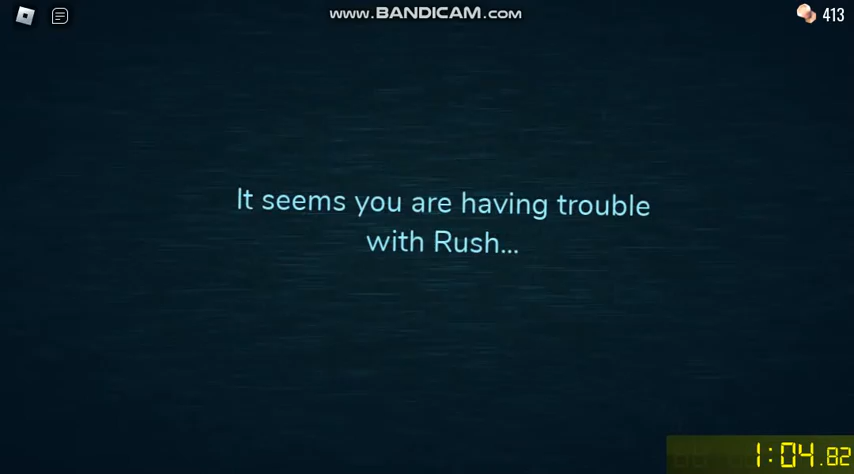 www.BANDICAM.com
413
It seems you are having trouble
with Rush...
1:04.82